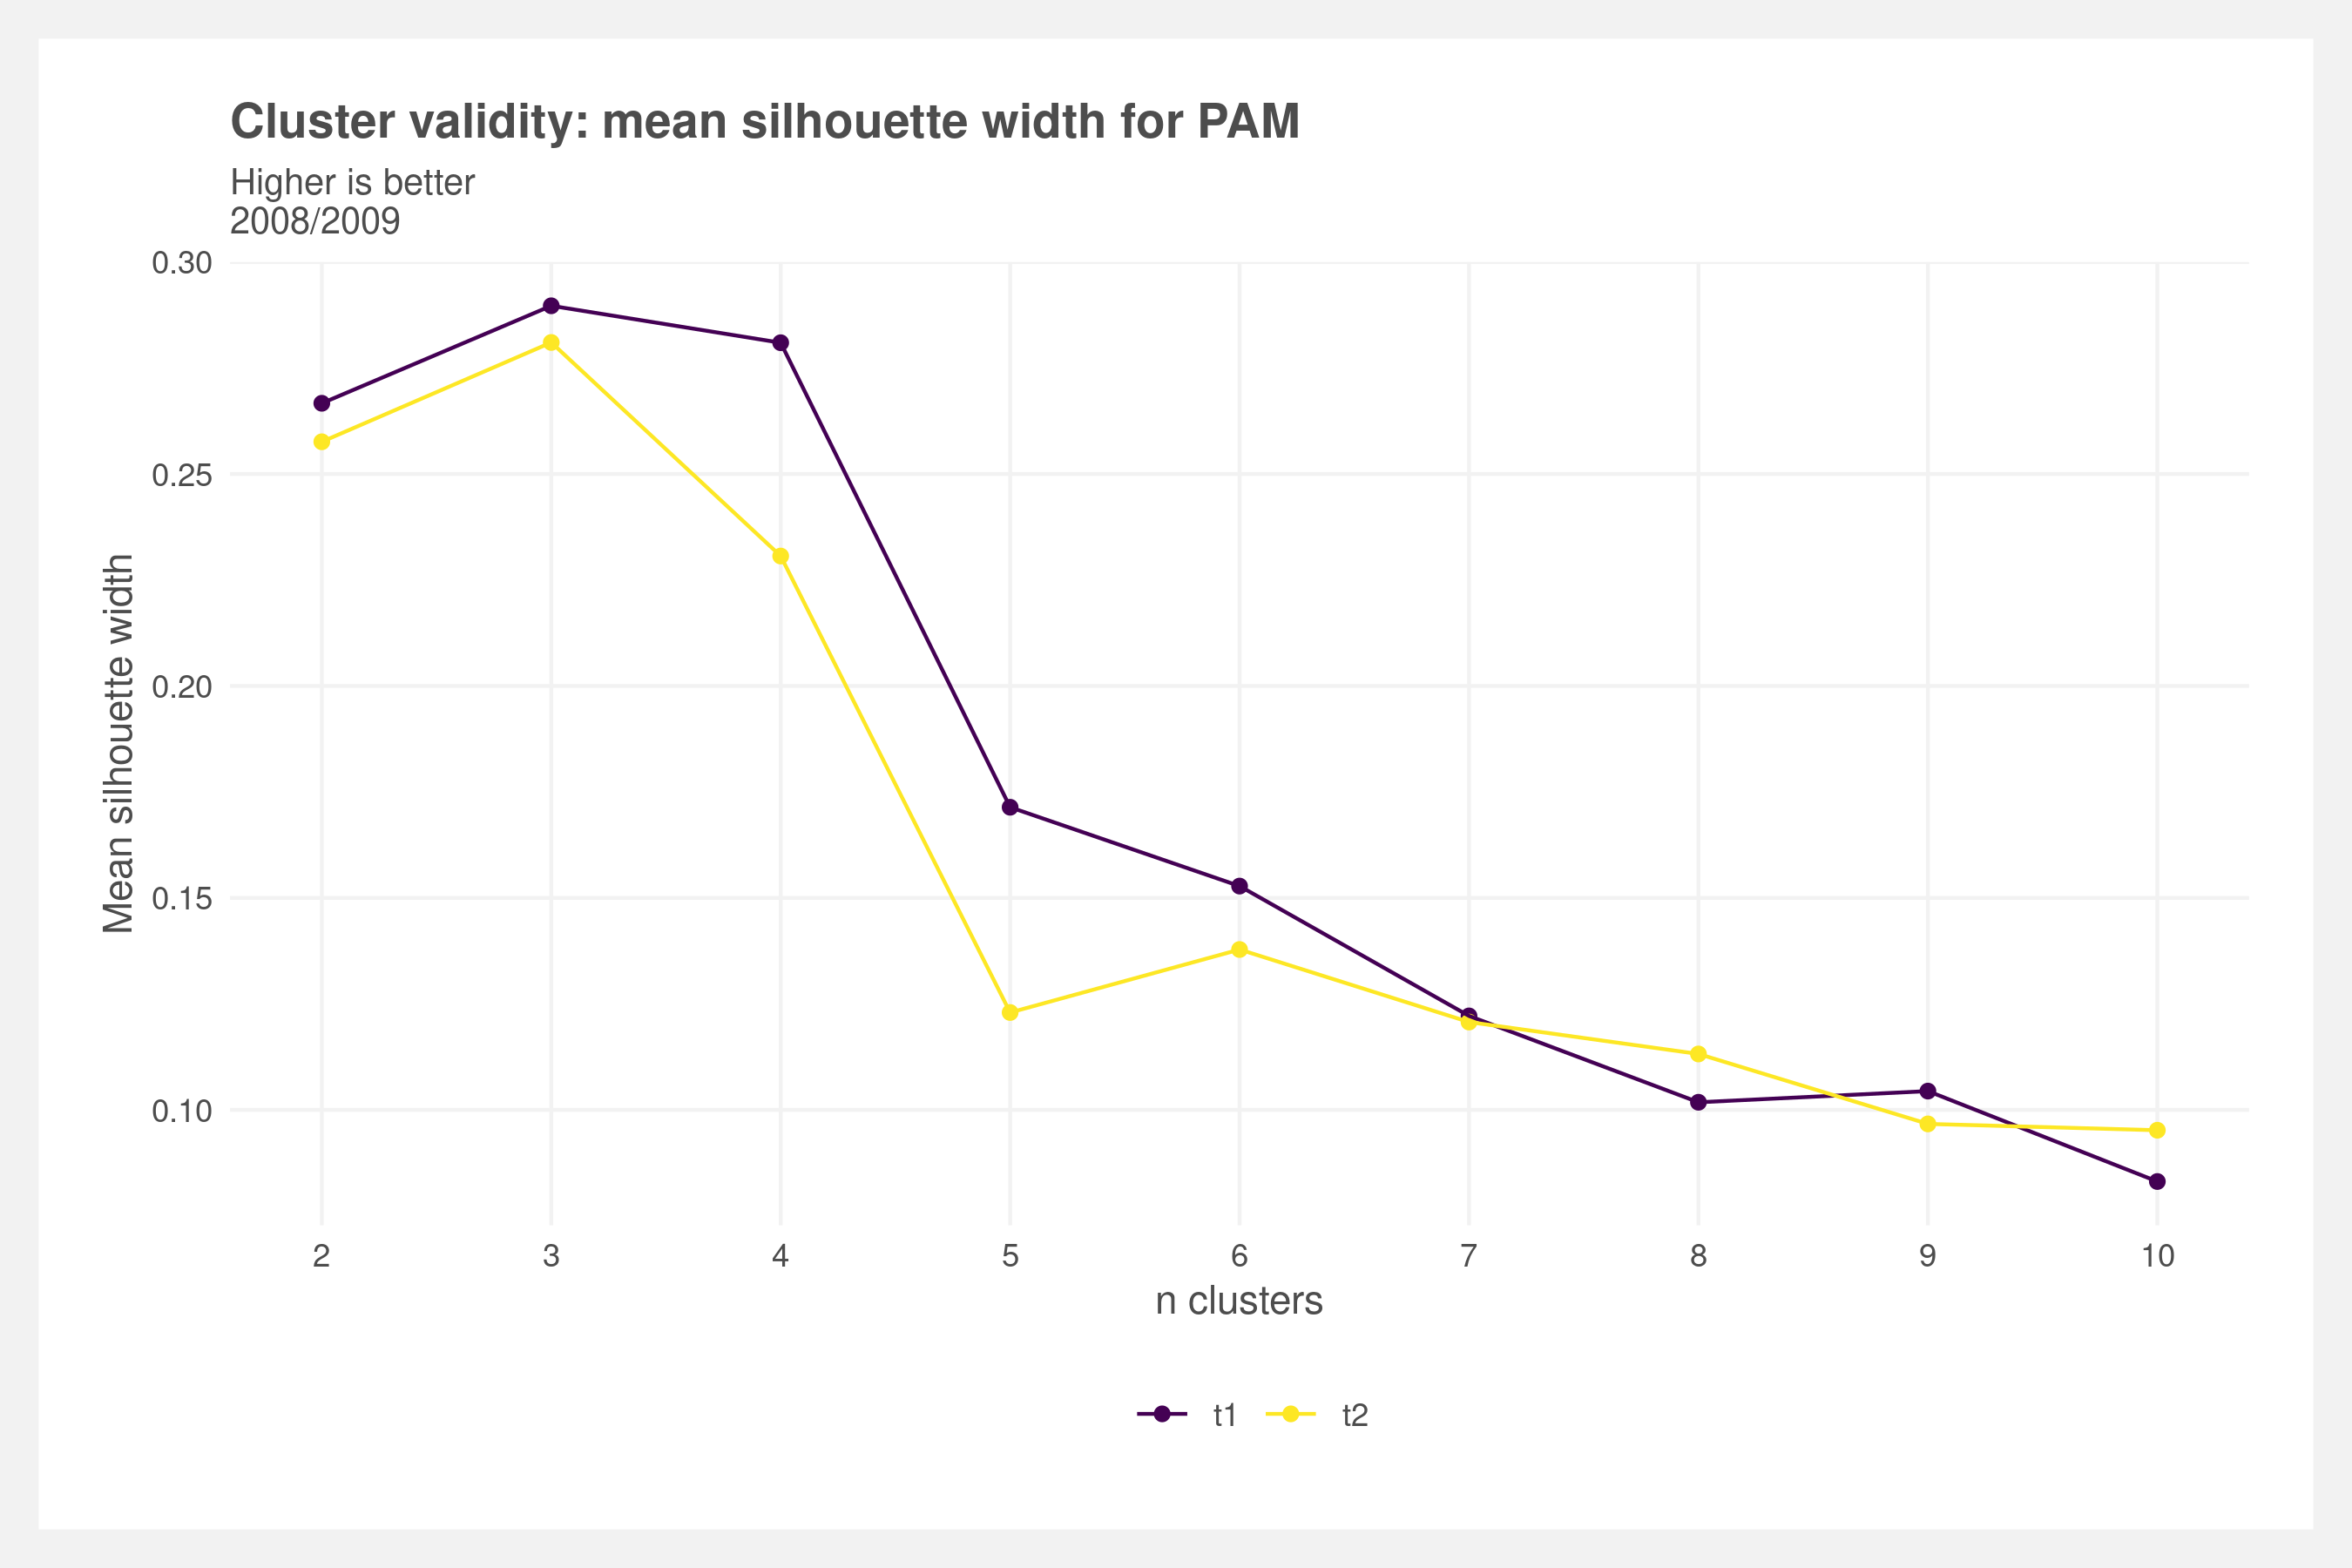 Cluster validity: mean silhouette width for PAM
Higher is better
2008/2009
0.30
0.25
0.20
0.15
0.10
Mean silhouette width
2 3 4 5 6 7 8 9 10
n clusters
t1 t2